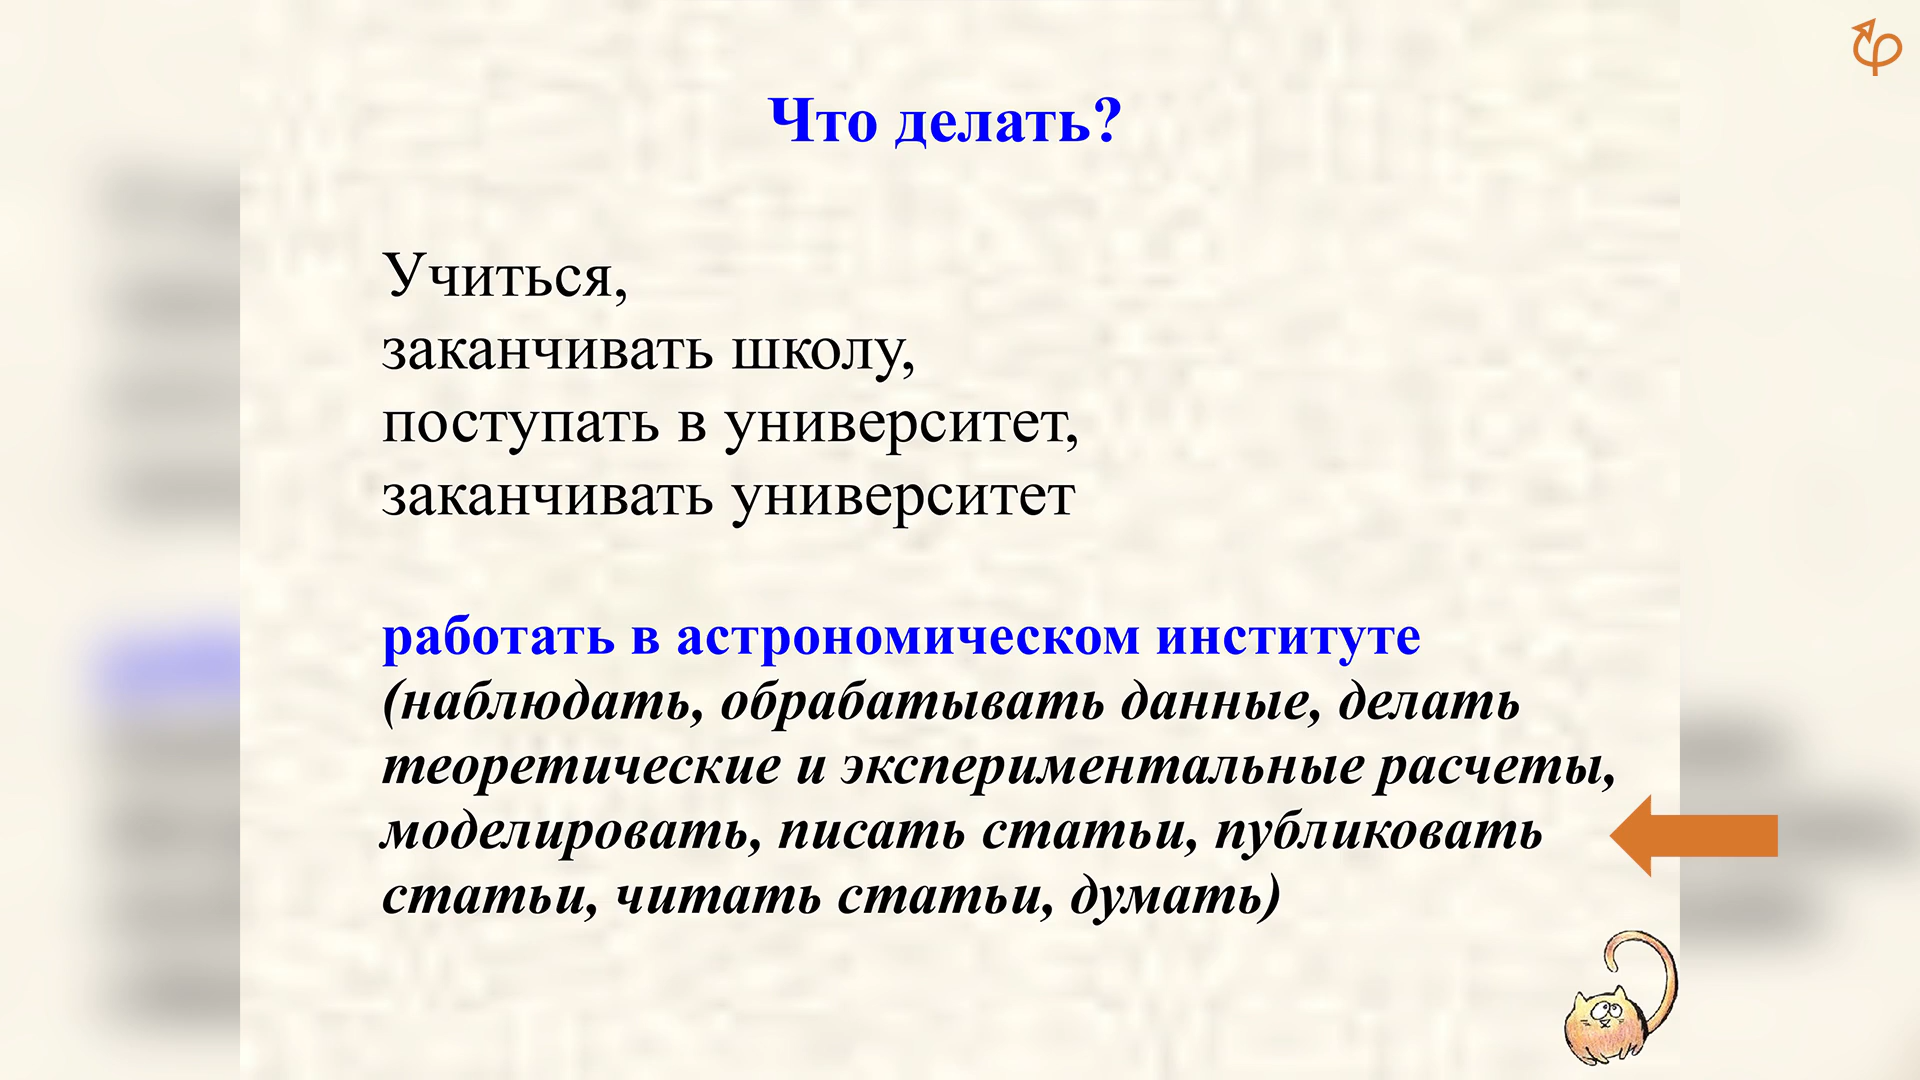 Что делать?
Учиться,
заканчивать школу,
поступать в университет,
заканчивать университет
работать в астрономическом институте
(наблюдать, обрабатывать данные, делать
теоретические и экспериментальные расчеты,
моделировать, писать статьи, публиковать
статьи, читать статьи, думать)